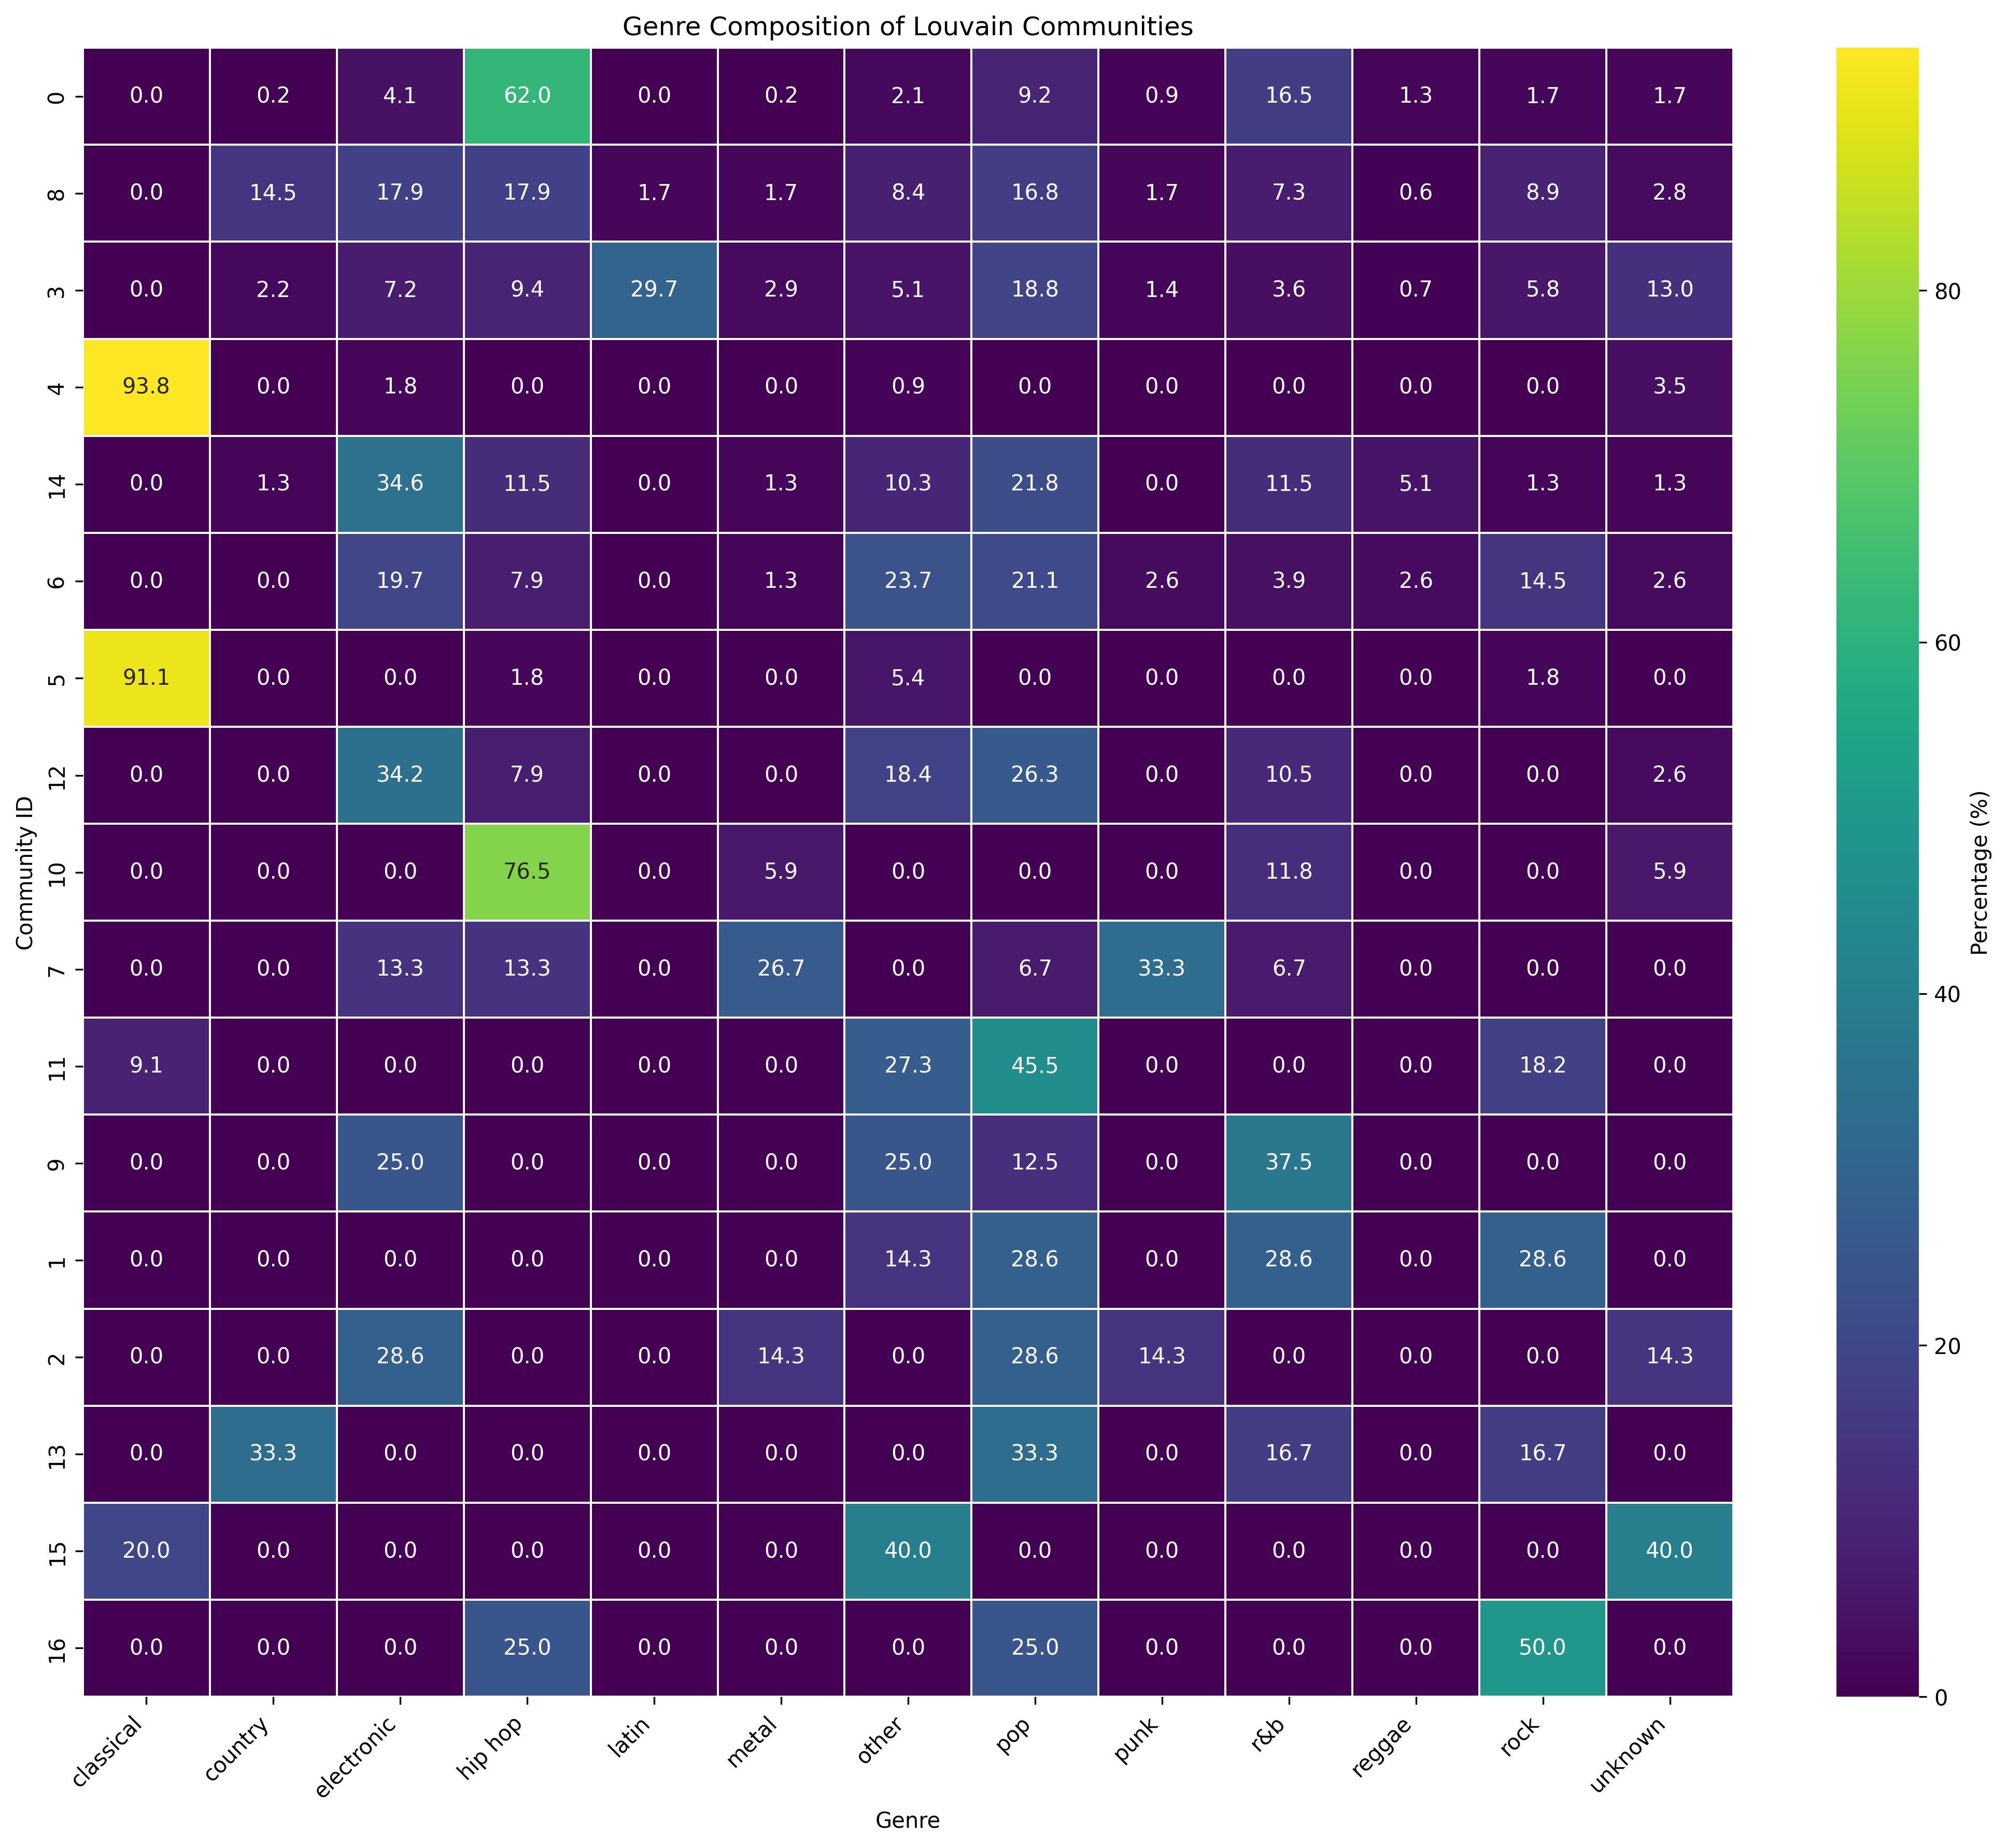 Genre Composition of Louvain Communities
0 0.0 0.2 4.1 62.0 0.0 0.2 2.1 9.2 0.9 16.5 1.3 1.7 1.7
8 0.0 14.5 17.9 17.9 1.7 1.7 8.4 16.8 1.7 7.3 0.6 8.9 2.8
3 0.0 2.2 7.2 9.4 29.7 2.9 5.1 18.8 1.4 3.6 0.7 5.8 13.0
4 93.8 0.0 1.8 0.0 0.0 0.0 0.9 0.0 0.0 0.0 0.0 0.0 3.5
14 0.0 1.3 34.6 11.5 0.0 1.3 10.3 21.8 0.0 11.5 5.1 1.3 1.3
6 0.0 0.0 19.7 7.9 0.0 1.3 23.7 21.1 2.6 3.9 2.6 14.5 2.6
5 91.1 0.0 0.0 1.8 0.0 0.0 5.4 0.0 0.0 0.0 0.0 1.8 0.0
12 0.0 0.0 34.2 7.9 0.0 0.0 18.4 26.3 0.0 10.5 0.0 0.0 2.6
10 0.0 0.0 0.0 76.5 0.0 5.9 0.0 0.0 0.0 11.8 0.0 0.0 5.9
7 0.0 0.0 13.3 13.3 0.0 26.7 0.0 6.7 33.3 6.7 0.0 0.0 0.0
11 9.1 0.0 0.0 0.0 0.0 0.0 27.3 45.5 0.0 0.0 0.0 18.2 0.0
9 0.0 0.0 25.0 0.0 0.0 0.0 25.0 12.5 0.0 37.5 0.0 0.0 0.0
1 0.0 0.0 0.0 0.0 0.0 0.0 14.3 28.6 0.0 28.6 0.0 28.6 0.0
2 0.0 0.0 28.6 0.0 0.0 14.3 0.0 28.6 14.3 0.0 0.0 0.0 14.3
13 0.0 33.3 0.0 0.0 0.0 0.0 0.0 33.3 0.0 16.7 0.0 16.7 0.0
15 20.0 0.0 0.0 0.0 0.0 0.0 40.0 0.0 0.0 0.0 0.0 0.0 40.0
16 0.0 0.0 0.0 25.0 0.0 0.0 0.0 25.0 0.0 0.0 0.0 50.0 0.0
Community ID
classical country electronic hip hop latin metal other pop punk r&b reggae rock unknown
Genre
80
60
40
20
0
Percentage (%)